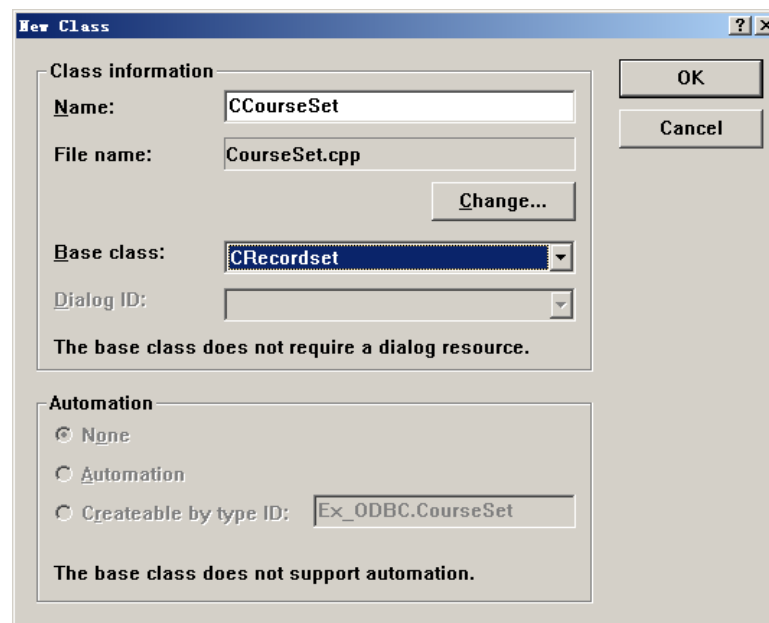 New Class
Class information
Name:
CCourseSet
File name:
CourseSet.cpp
Change...
Base class:
CRecordset
Dialog ID:
The base class does not require a dialog resource.
Automation
None
Automation
Createable by type ID:
Ex_ODBC.CourseSet
The base class does not support automation.
OK
Cancel